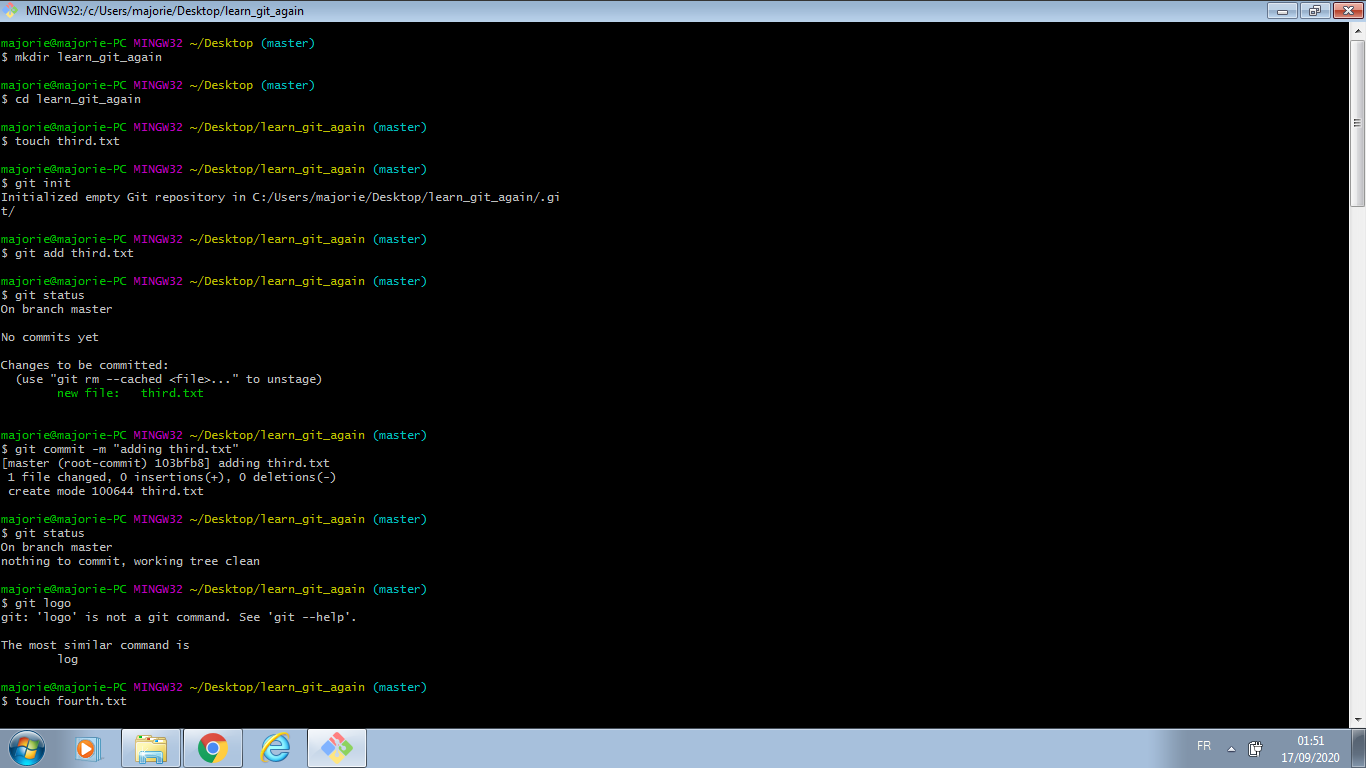 MINGW32:/c/Users/majorie/Desktop/learn_git_again
majorie@majorie-PC MINGW32 ~/Desktop (master)
$ mkdir learn_git_again
majorie@majorie-PC MINGW32 ~/Desktop (master)
$ cd learn_git_again
majorie@majorie-PC MINGW32 ~/Desktop/learn_git_again (master)
$ touch third.txt
majorie@majorie-PC MINGW32 ~/Desktop/learn_git_again (master)
$ git init
Initialized empty Git repository in C:/Users/majorie/Desktop/learn_git_again/.gi
t/
majorie@majorie-PC MINGW32 ~/Desktop/learn_git_again (master)
$ git add third.txt
majorie@majorie-PC MINGW32 ~/Desktop/learn_git_again (master)
$ git status
On branch master
No commits yet
Changes to be committed:
(use "git rm --cached <file>..." to unstage)
new file:   third.txt
majorie@majorie-PC MINGW32 ~/Desktop/learn_git_again (master)
$ git commit -m "adding third.txt"
[master (root-commit) 103bfb8] adding third.txt
1 file changed, 0 insertions(+), 0 deletions(-)
create mode 100644 third.txt
majorie@majorie-PC MINGW32 ~/Desktop/learn_git_again (master)
$ git status
On branch master
nothing to commit, working tree clean
majorie@majorie-PC MINGW32 ~/Desktop/learn_git_again (master)
$ git logo
git: 'logo' is not a git command. See 'git --help'.
The most similar command is
log
majorie@majorie-PC MINGW32 ~/Desktop/learn_git_again (master)
$ touch fourth.txt
FR
01:51
17/09/2020